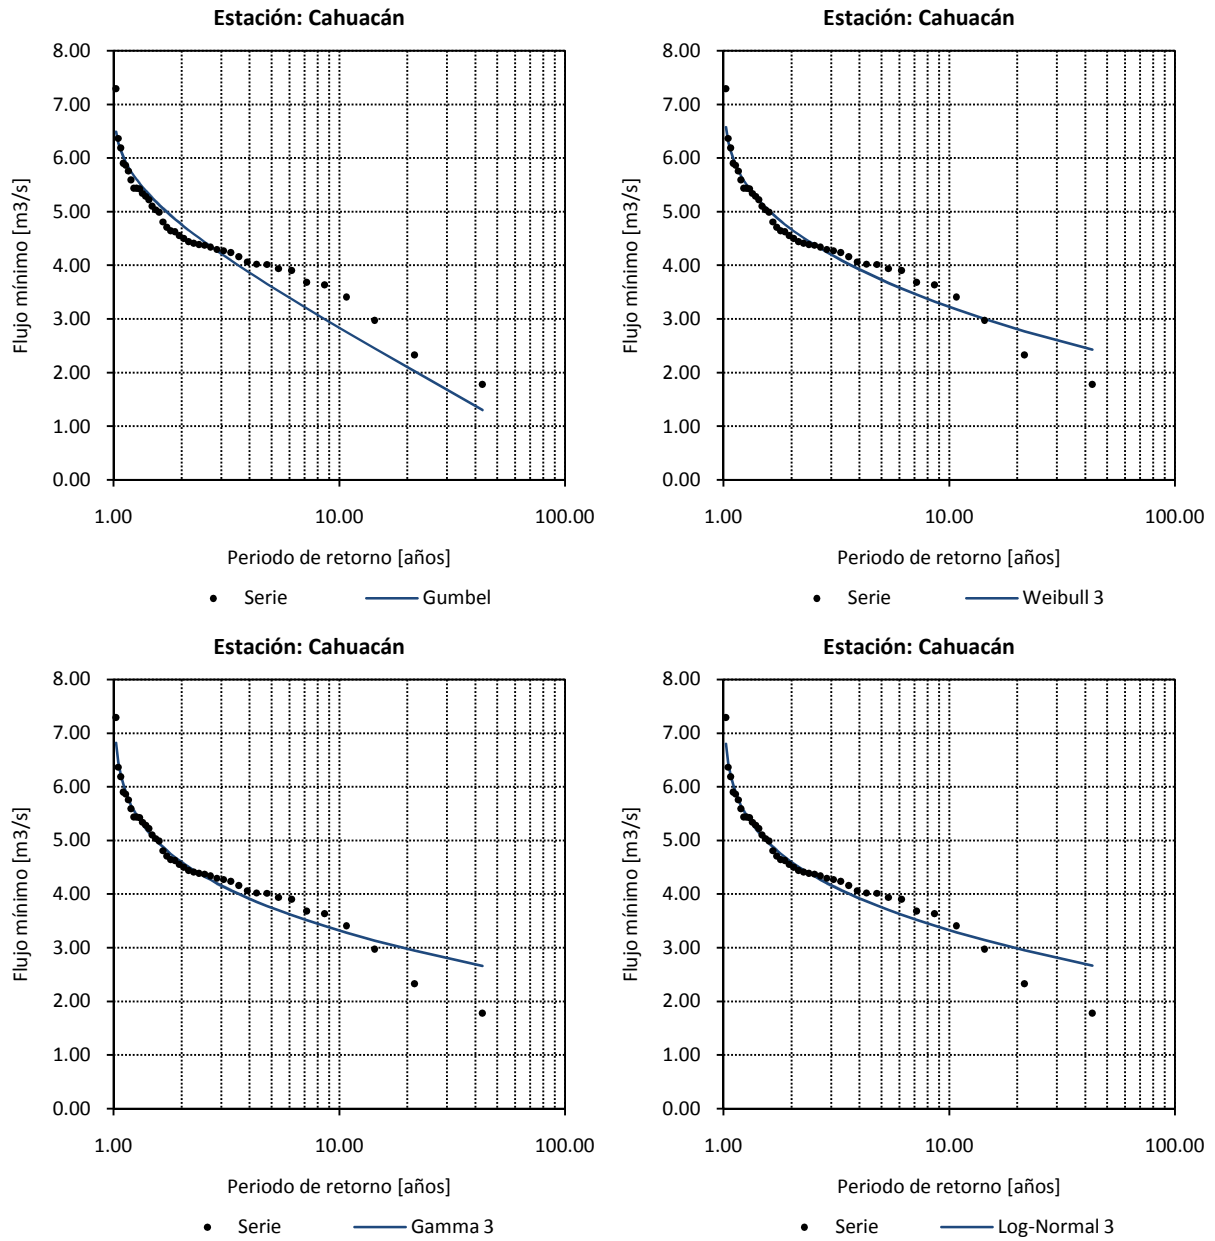 Estación: Cahuacán
8.00
7.00
6.00
5.00
4.00
3.00
2.00
1.00
0.00
Flujo mínimo [m3/s]
1.00 10.00 100.00
Periodo de retorno [años]
Serie Gumbel
Estación: Cahuacán
8.00
7.00
6.00
5.00
4.00
3.00
2.00
1.00
0.00
Flujo mínimo [m3/s]
1.00 10.00 100.00
Periodo de retorno [años]
Serie Weibull 3
Estación: Cahuacán
8.00
7.00
6.00
5.00
4.00
3.00
2.00
1.00
0.00
Flujo mínimo [m3/s]
1.00 10.00 100.00
Periodo de retorno [años]
Serie Gamma 3
Estación: Cahuacán
8.00
7.00
6.00
5.00
4.00
3.00
2.00
1.00
0.00
Flujo mínimo [m3/s]
1.00 10.00 100.00
Periodo de retorno [años]
Serie Log-Normal 3